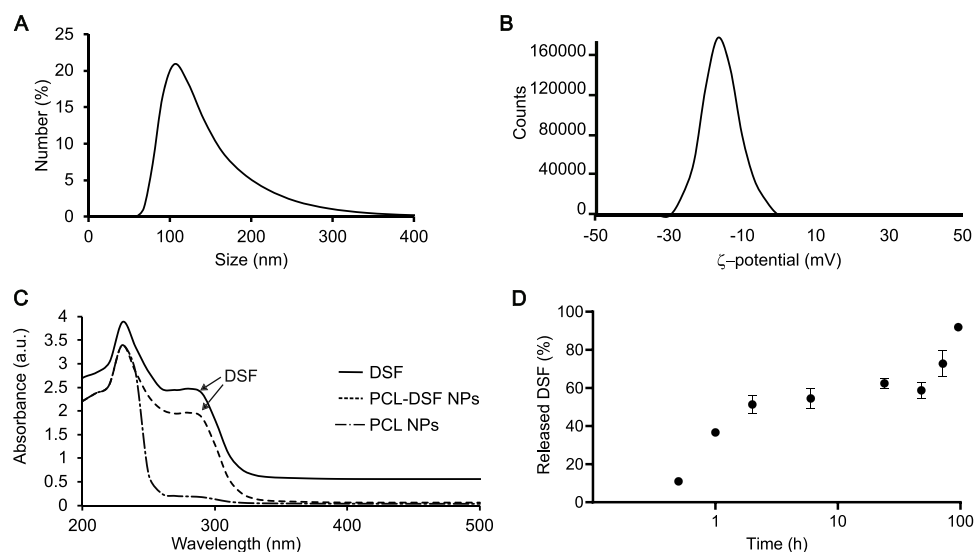 A
25
20
15
10
5
0
Number (%)
0 100 200 300 400
Size (nm)
B
160000
120000
80000
40000
0
Counts
-50 -30 -10 10 30 50
ζ–potential (mV)
C
4
3.5
3
2.5
2
1.5
1
0.5
0
Absorbance (a.u.)
200 300 400 500
Wavelength (nm)
DSF
DSF
PCL-DSF NPs
PCL NPs
D
100
80
60
40
20
0
Released DSF (%)
1 10 100
Time (h)